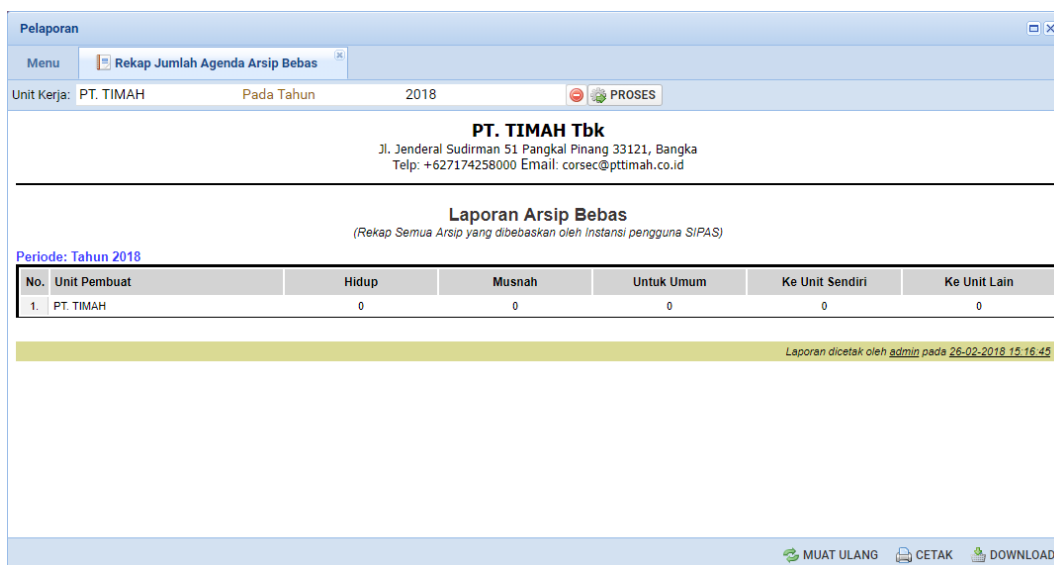 Pelaporan
Menu Rekap Jumlah Agenda Arsip Bebas
Unit Kerja: PT. TIMAH Pada Tahun 2018 PROSES
PT. TIMAH Tbk
Jl. Jenderal Sudirman 51 Pangkal Pinang 33121, Bangka
Telp: +627174258000 Email: corsec@pttimah.co.id
Laporan Arsip Bebas
(Rekap Semua Arsip yang dibebaskan oleh Instansi pengguna SIPAS)
Periode: Tahun 2018
No. Unit Pembuat Hidup Musnah Untuk Umum Ke Unit Sendiri Ke Unit Lain
1. PT. TIMAH 0 0 0 0 0
Laporan dicetak oleh admin pada 26-02-2018 15:16:45
MUAT ULANG CETAK DOWNLOAD